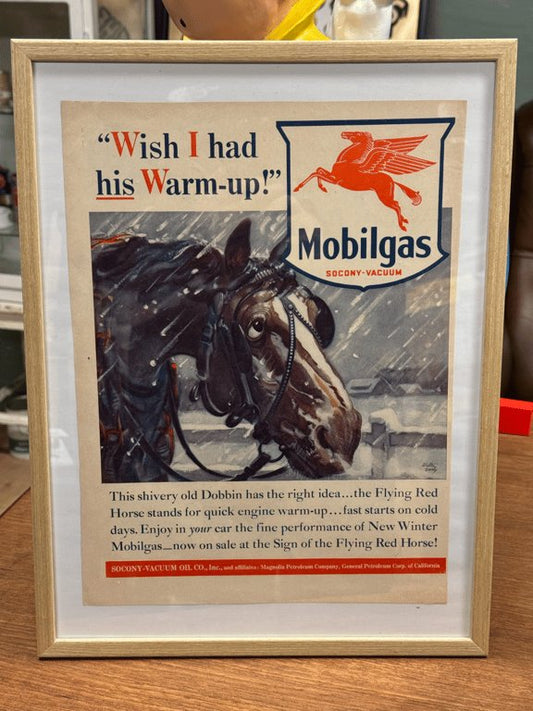 “Wish I had
his Warm-up!”
Mobilgas
SOCONY-VACUUM
This shivery old Dobbin has the right idea...the Flying Red
Horse stands for quick engine warm-up...fast starts on cold
days. Enjoy in your car the fine performance of New Winter
Mobilgas—now on sale at the Sign of the Flying Red Horse!
SOCONY-VACUUM OIL CO., Inc., and affiliates: Magnolia Petroleum Company, General Petroleum Corp. of California